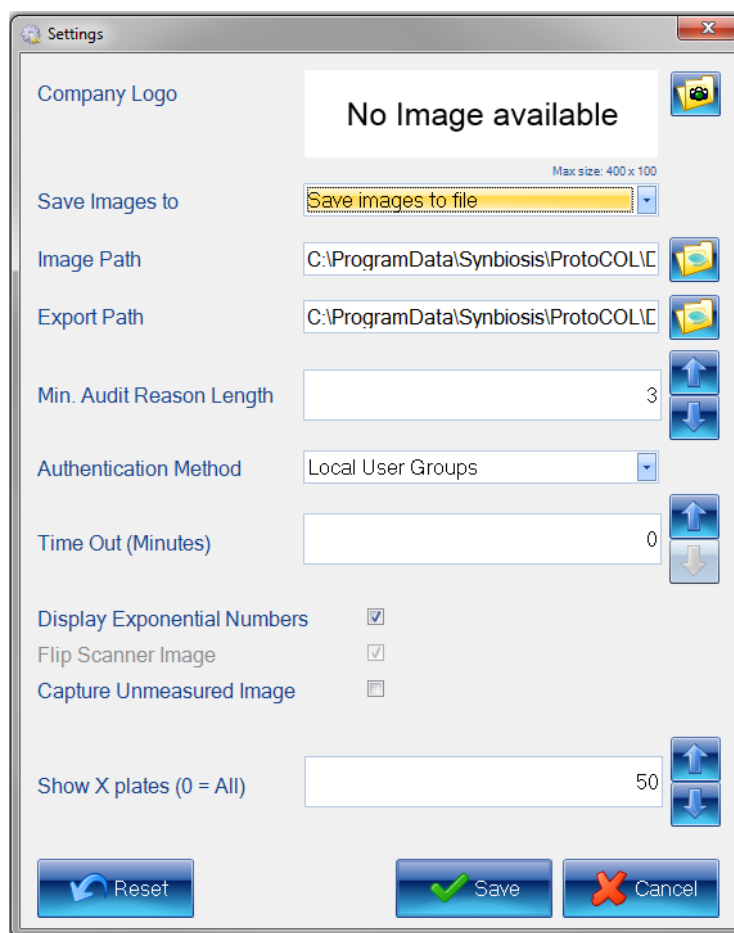 Settings
Company Logo
No Image available
Max size: 400 x 100
Save Images to
Save images to file
Image Path
C:\ProgramData\Synbiosis\ProtoCOL\D
Export Path
C:\ProgramData\Synbiosis\ProtoCOL\D
Min. Audit Reason Length
3
Authentication Method
Local User Groups
Time Out (Minutes)
0
Display Exponential Numbers
Flip Scanner Image
Capture Unmeasured Image
Show X plates (0 = All)
50
Reset
Save
Cancel